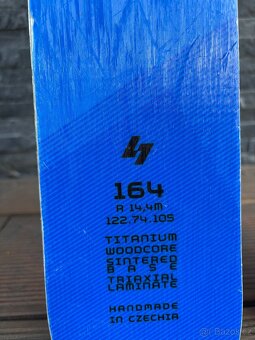 164
R 14,4M
122.74.105
TITANIUM
WOODCORE
SINTERED
BASE
TRIAXIAL
LAMINATE
HANDMADE
IN CZECHIA